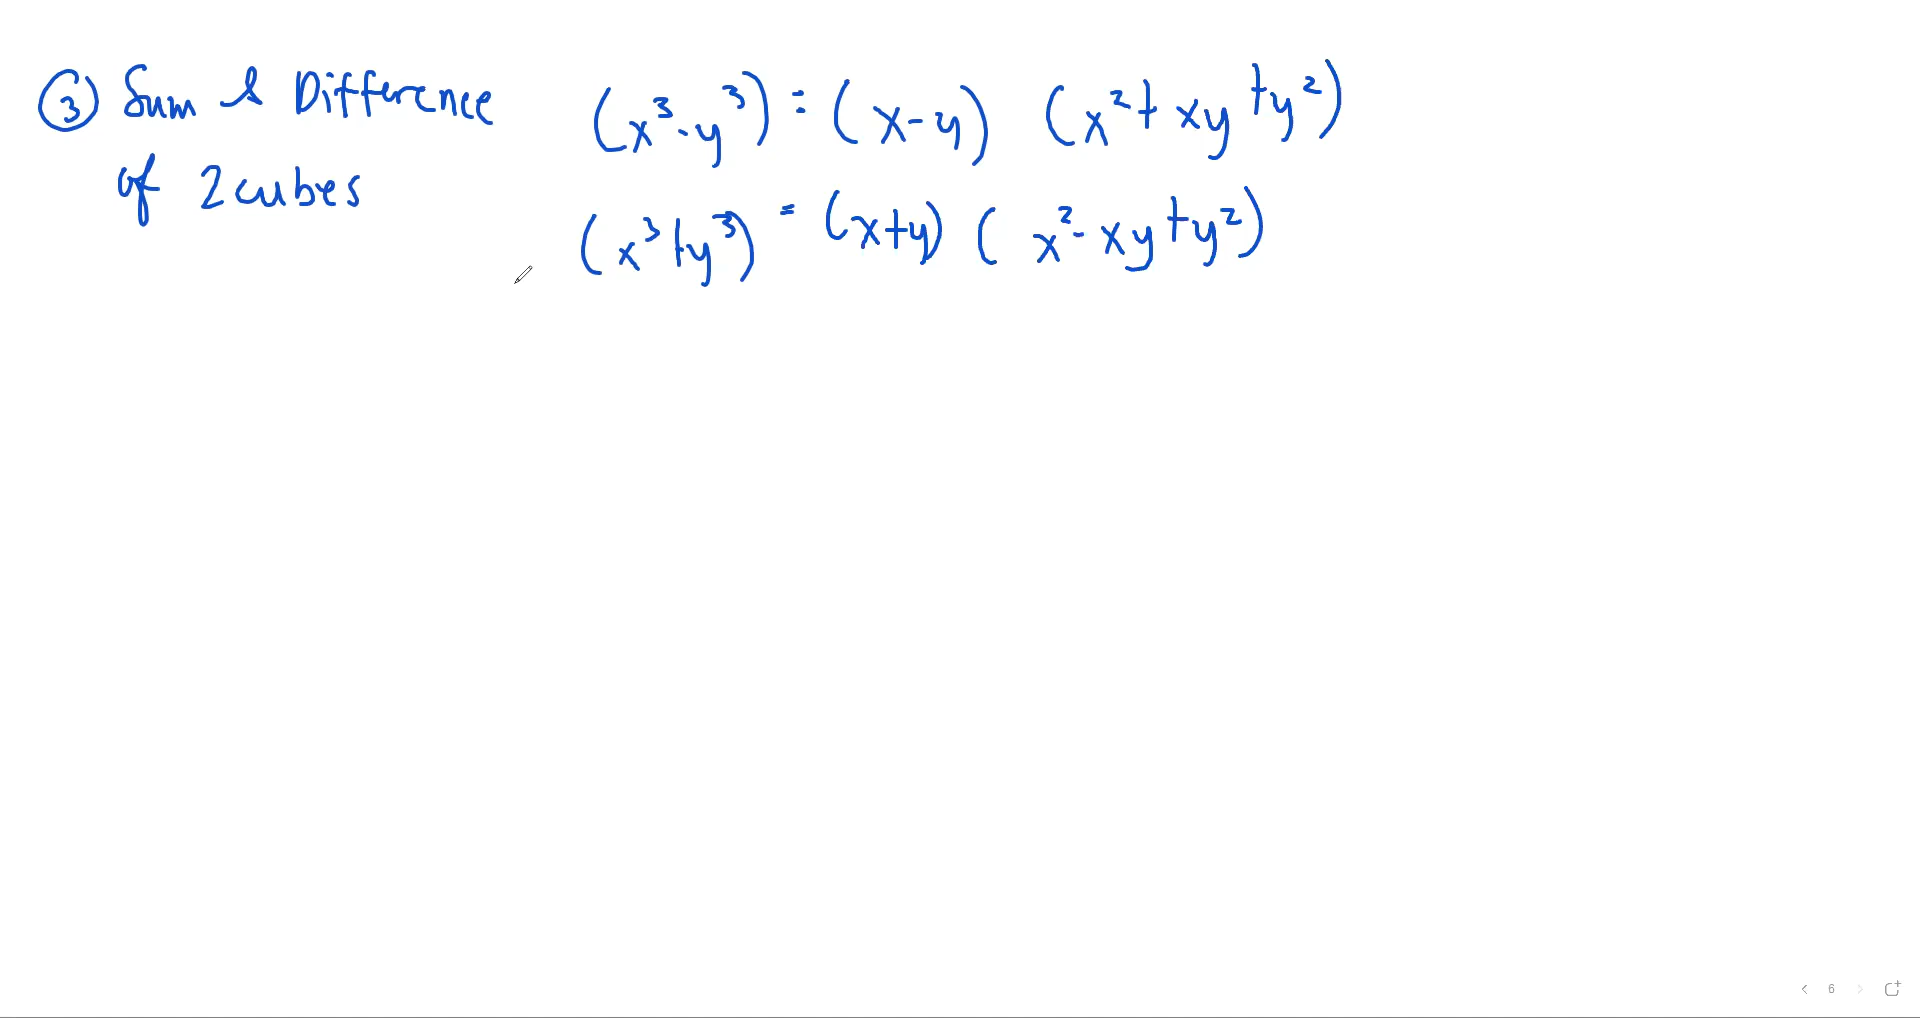 ③ Sum & Difference
of 2 cubes
(x³-y³) = (x-y) (x²+xy+y²)
(x³+y³) = (x+y) (x²-xy+y²)
6